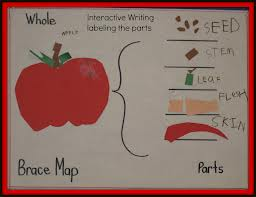 Whole
Interactive Writing
labeling the parts
APPLE
SEED
STEM
LEAF
FLESH
SKIN
Brace Map
Parts